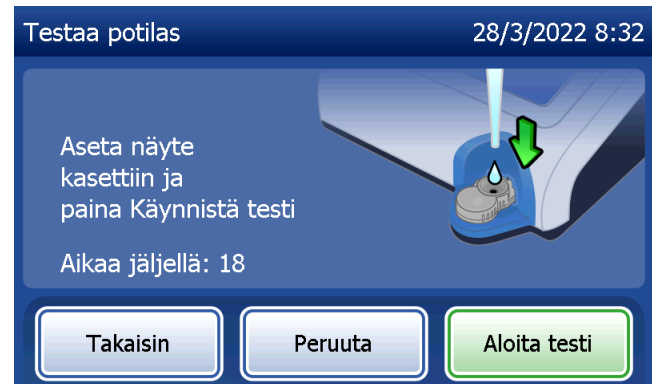 Testaa potilas 28/3/2022 8:32
Aseta näyte
kasettiin ja
paina Käynnistä testi
Aikaa jäljellä: 18
Takaisin Peruuta Aloita testi